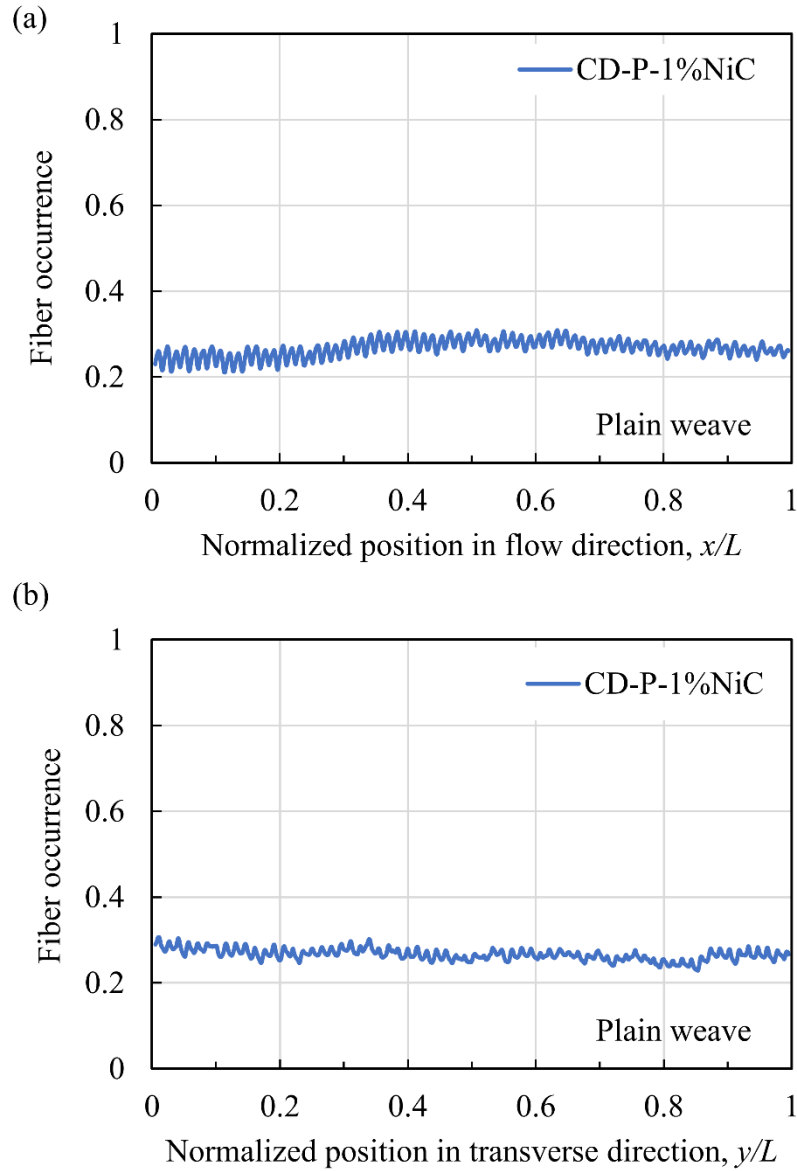 (a)
1
0.8
0.6
0.4
0.2
0
Fiber occurrence
CD-P-1%NiC
Plain weave
0 0.2 0.4 0.6 0.8 1
Normalized position in flow direction, x/L
(b)
1
0.8
0.6
0.4
0.2
0
Fiber occurrence
CD-P-1%NiC
Plain weave
0 0.2 0.4 0.6 0.8 1
Normalized position in transverse direction, y/L